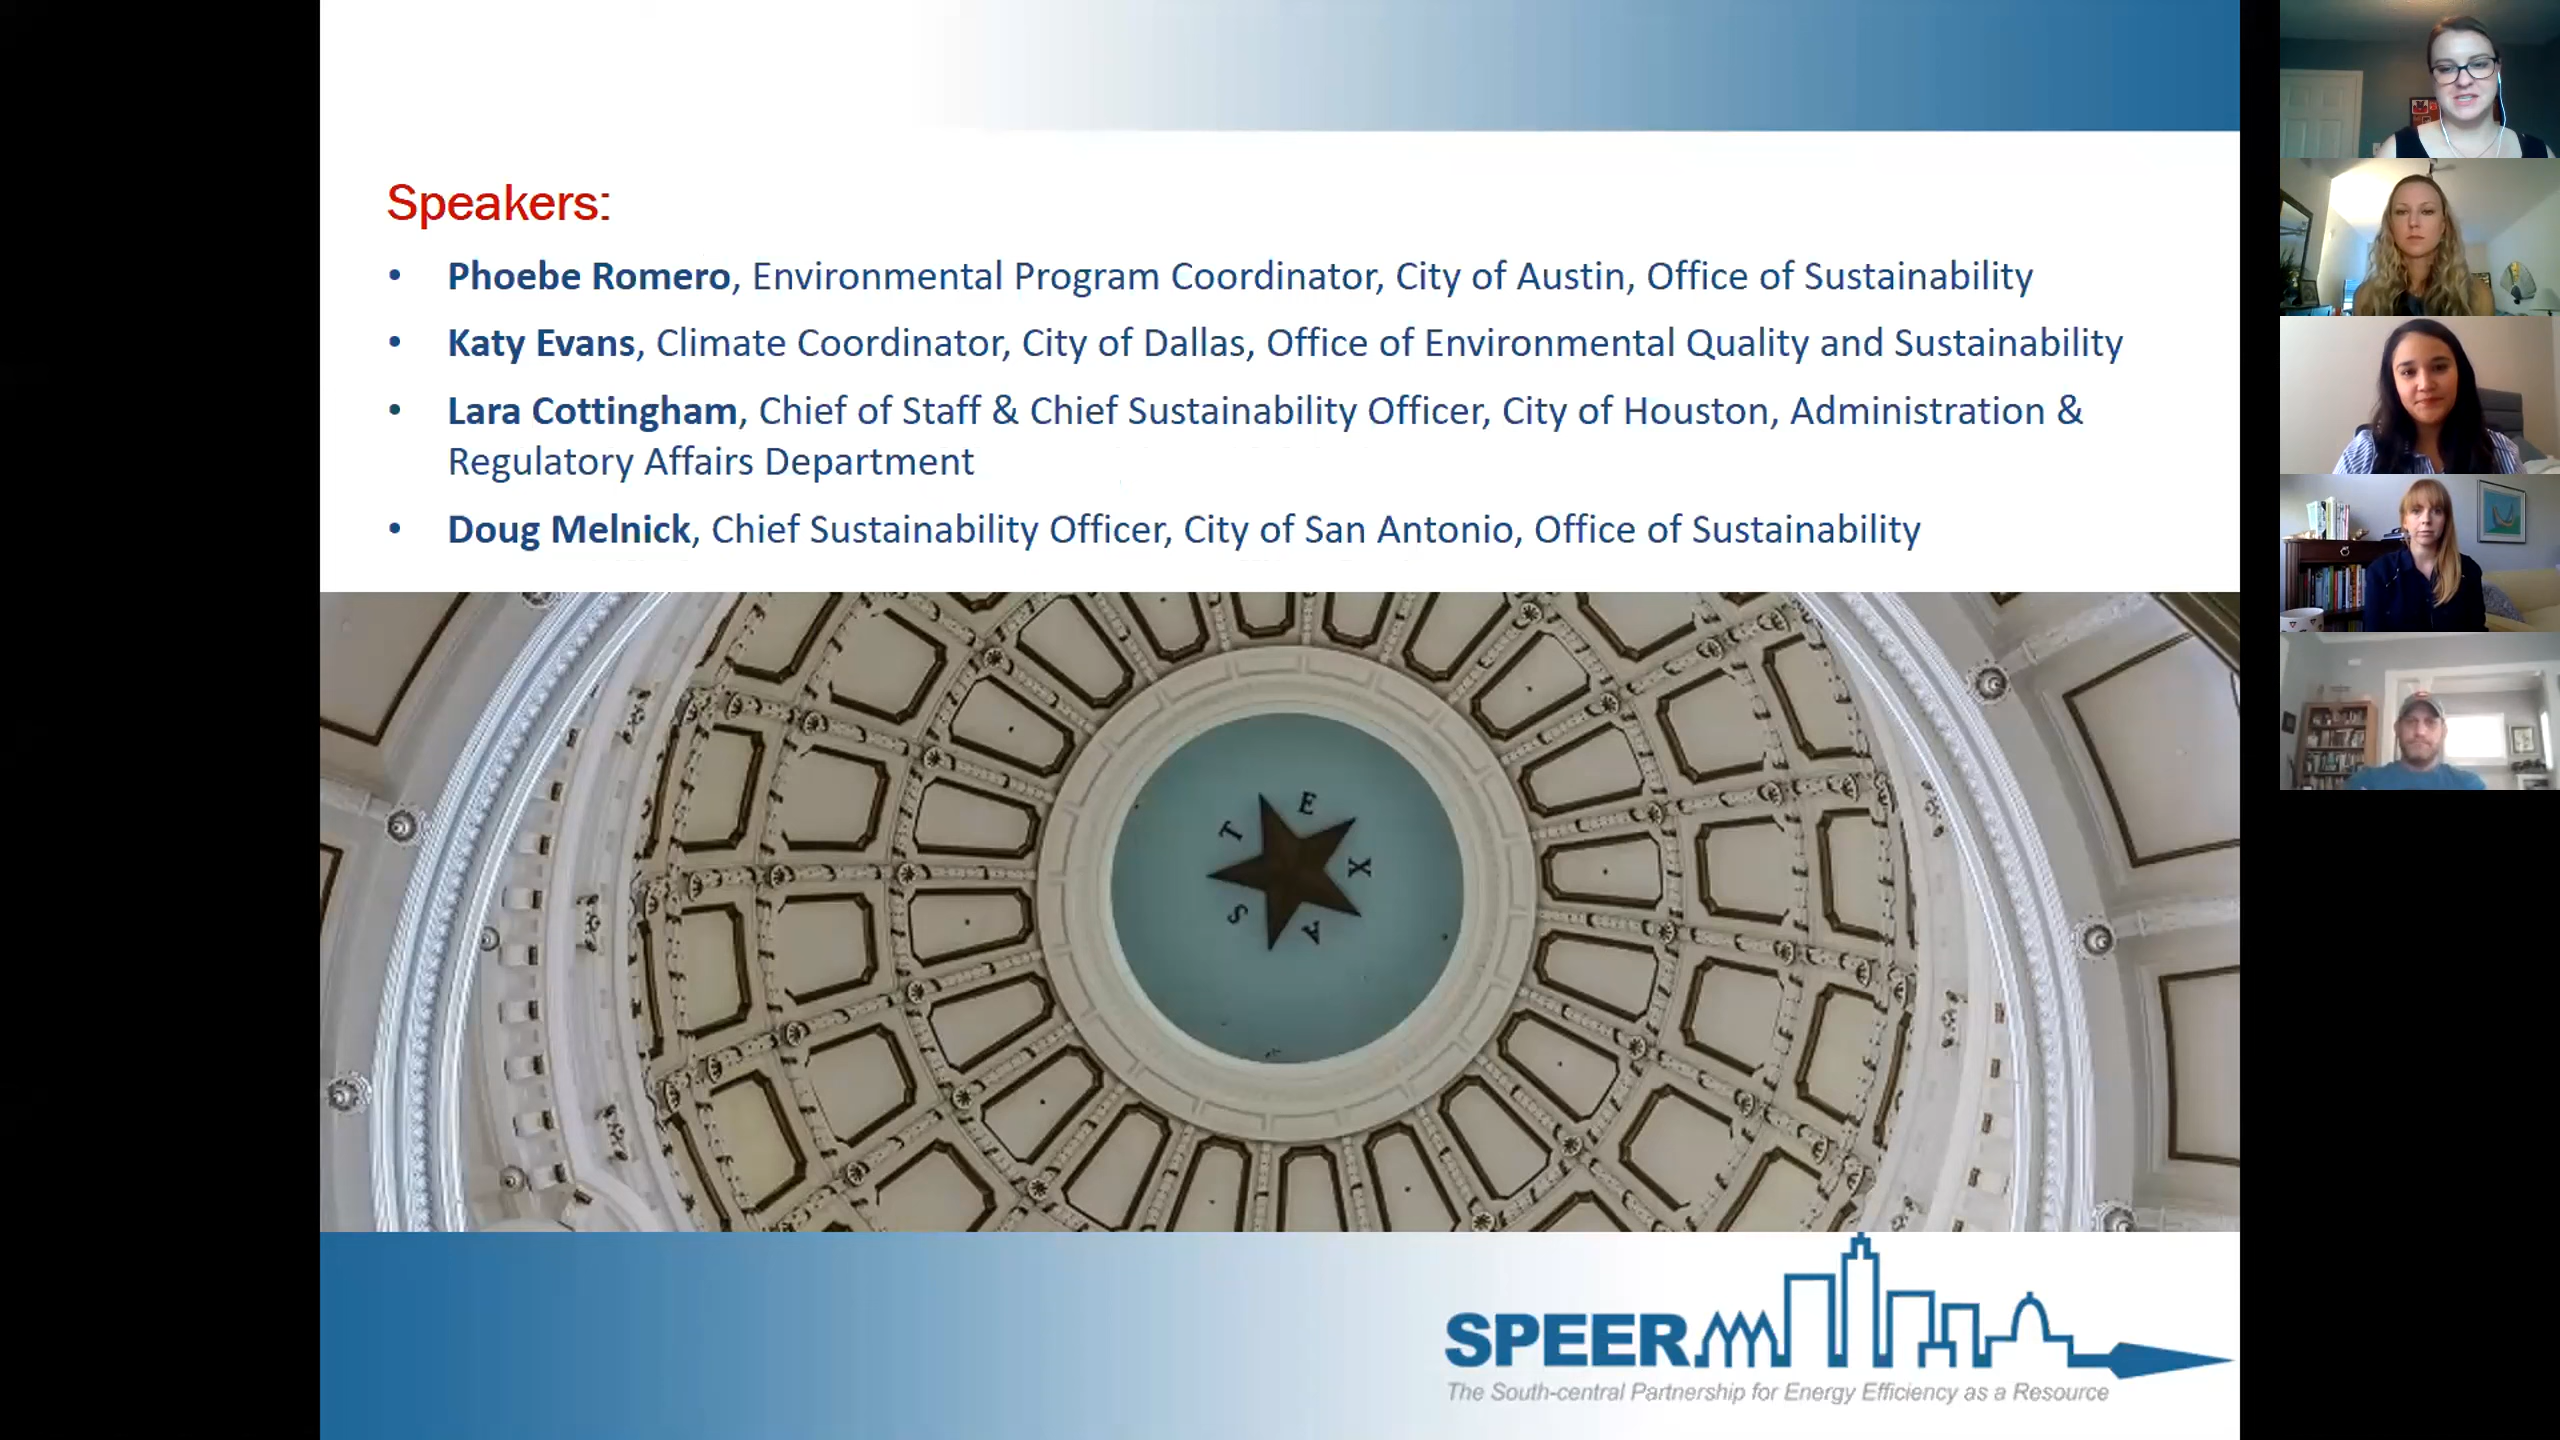 Speakers:
• Phoebe Romero, Environmental Program Coordinator, City of Austin, Office of Sustainability
• Katy Evans, Climate Coordinator, City of Dallas, Office of Environmental Quality and Sustainability
• Lara Cottingham, Chief of Staff & Chief Sustainability Officer, City of Houston, Administration &
Regulatory Affairs Department
• Doug Melnick, Chief Sustainability Officer, City of San Antonio, Office of Sustainability
TEXAS
SPEER
The South-central Partnership for Energy Efficiency as a Resource